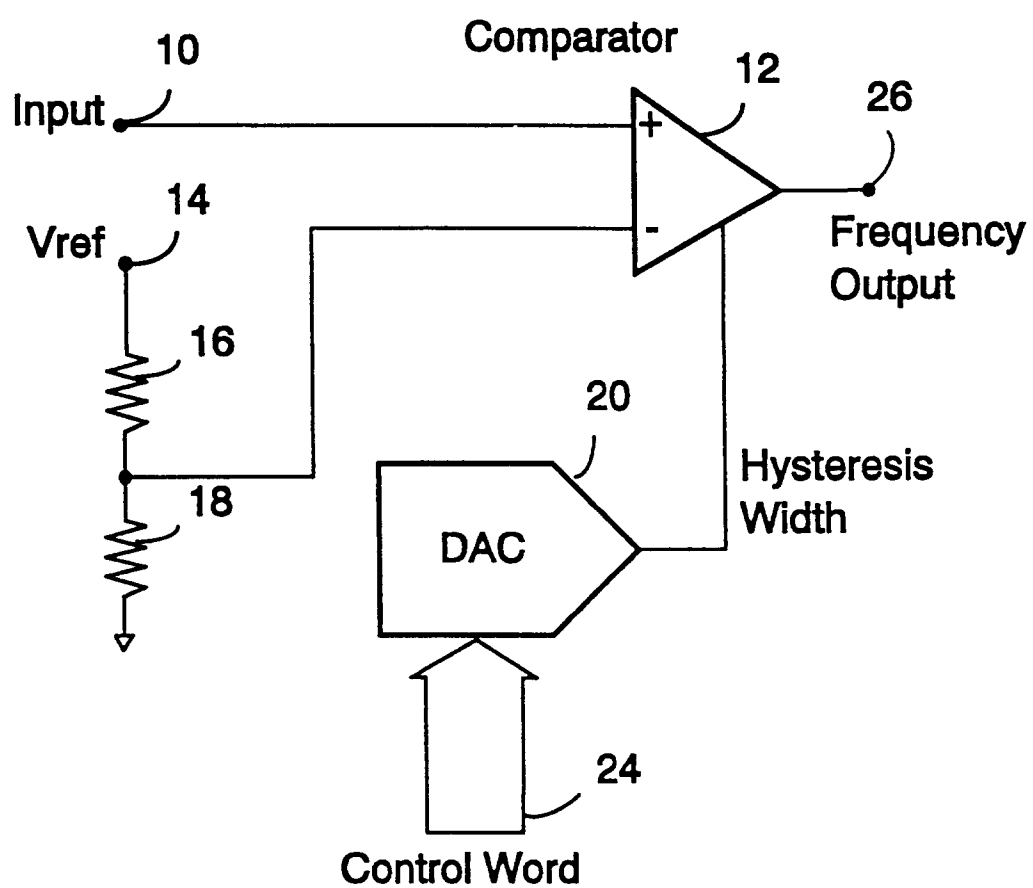 Comparator
10
12
26
Input
+
14
Vref
-
Frequency
Output
16
20
Hysteresis
Width
18
DAC
24
Control Word